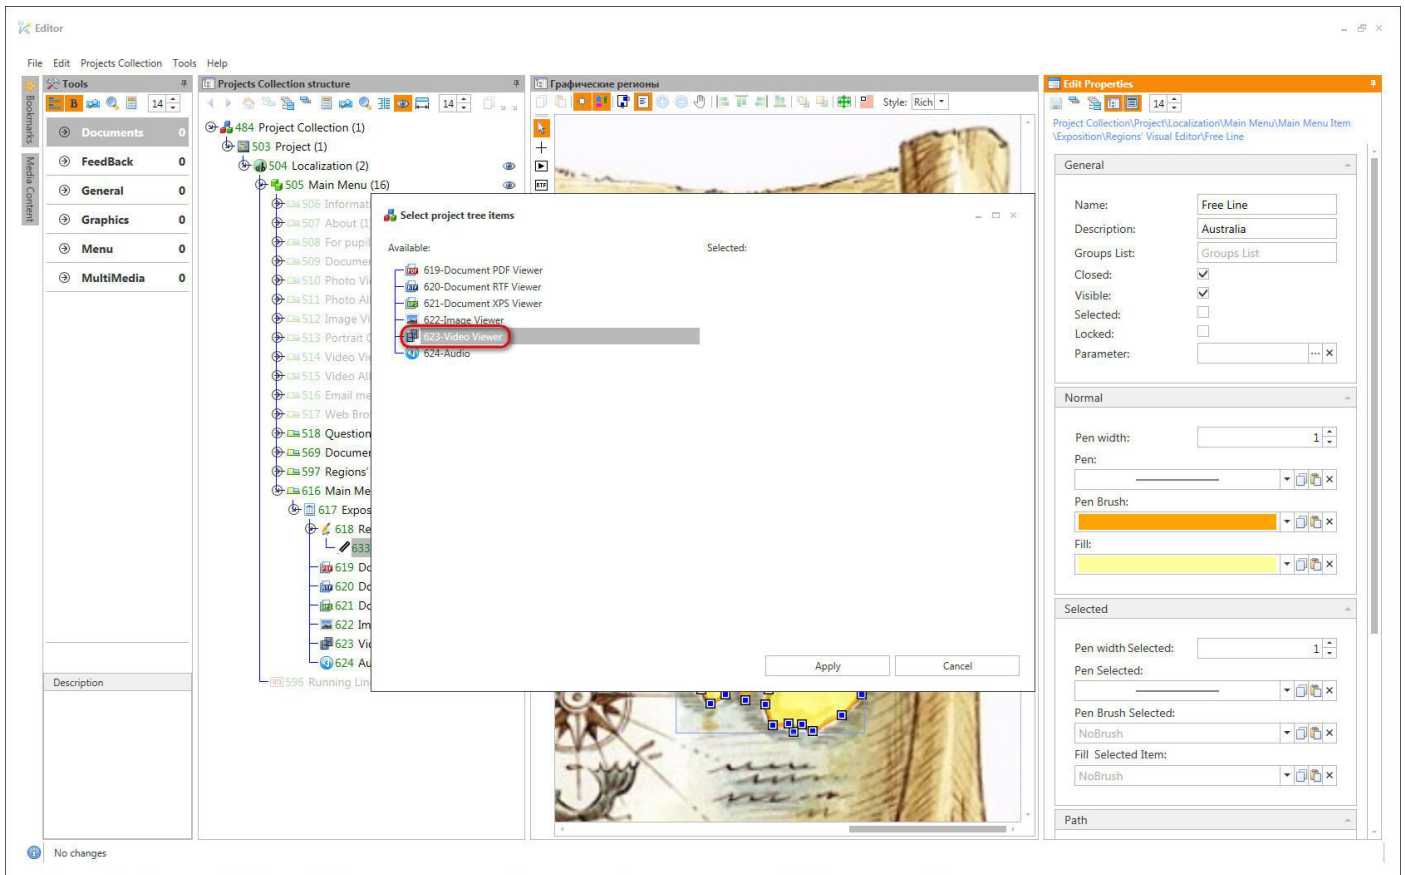 Editor
File Edit Projects Collection Tools Help
Bookmarks
Media Content
Tools
B 14
Documents 0
FeedBack 0
General 0
Graphics 0
Menu 0
MultiMedia 0
Description
Projects Collection structure
14
484 Project Collection (1)
503 Project (1)
504 Localization (2)
505 Main Menu (16)
506 Informati
507 About (1
508 For pupil
509 Documen
510 Photo Vi
511 Photo Al
512 Image Vi
513 Portrait
514 Video Vi
515 Video All
516 Email me
517 Web Bro
518 Question
569 Documen
597 Regions'
616 Main Me
617 Expos
618 Re
633
619 Do
620 Do
621 Do
622 Im
623 Vid
624 Au
596 Running Lin
Графические регионы
Style: Rich
RTF
Select project tree items
Available:
Selected:
619-Document PDF Viewer
620-Document RTF Viewer
621-Document XPS Viewer
622-Image Viewer
623-Video Viewer
624-Audio
Apply Cancel
Edit Properties
14
Project Collection\Project\Localization\Main Menu\Main Menu Item
\Exposition\Regions' Visual Editor\Free Line
General
Name: Free Line
Description: Australia
Groups List: Groups List
Closed:
Visible:
Selected:
Locked:
Parameter: ...
Normal
Pen width: 1
Pen:
Pen Brush:
Fill:
Selected
Pen width Selected: 1
Pen Selected:
Pen Brush Selected:
NoBrush
Fill Selected Item:
NoBrush
Path
No changes